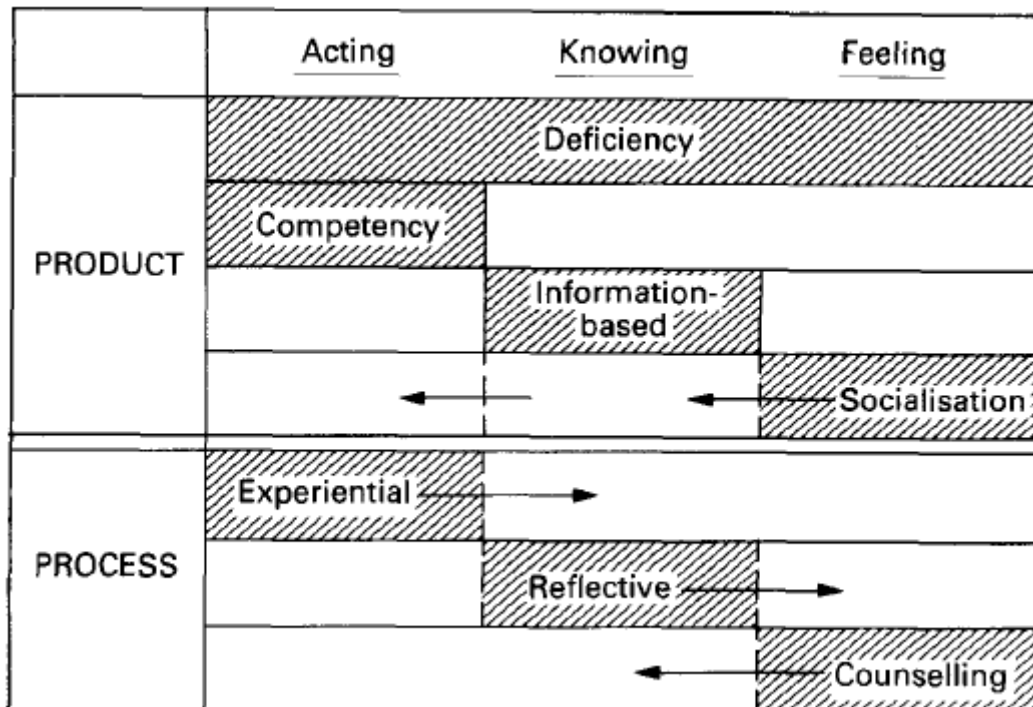 Acting Knowing Feeling
Deficiency
Competency
PRODUCT
Information-
based
Socialisation
Experiential
PROCESS
Reflective
Counselling